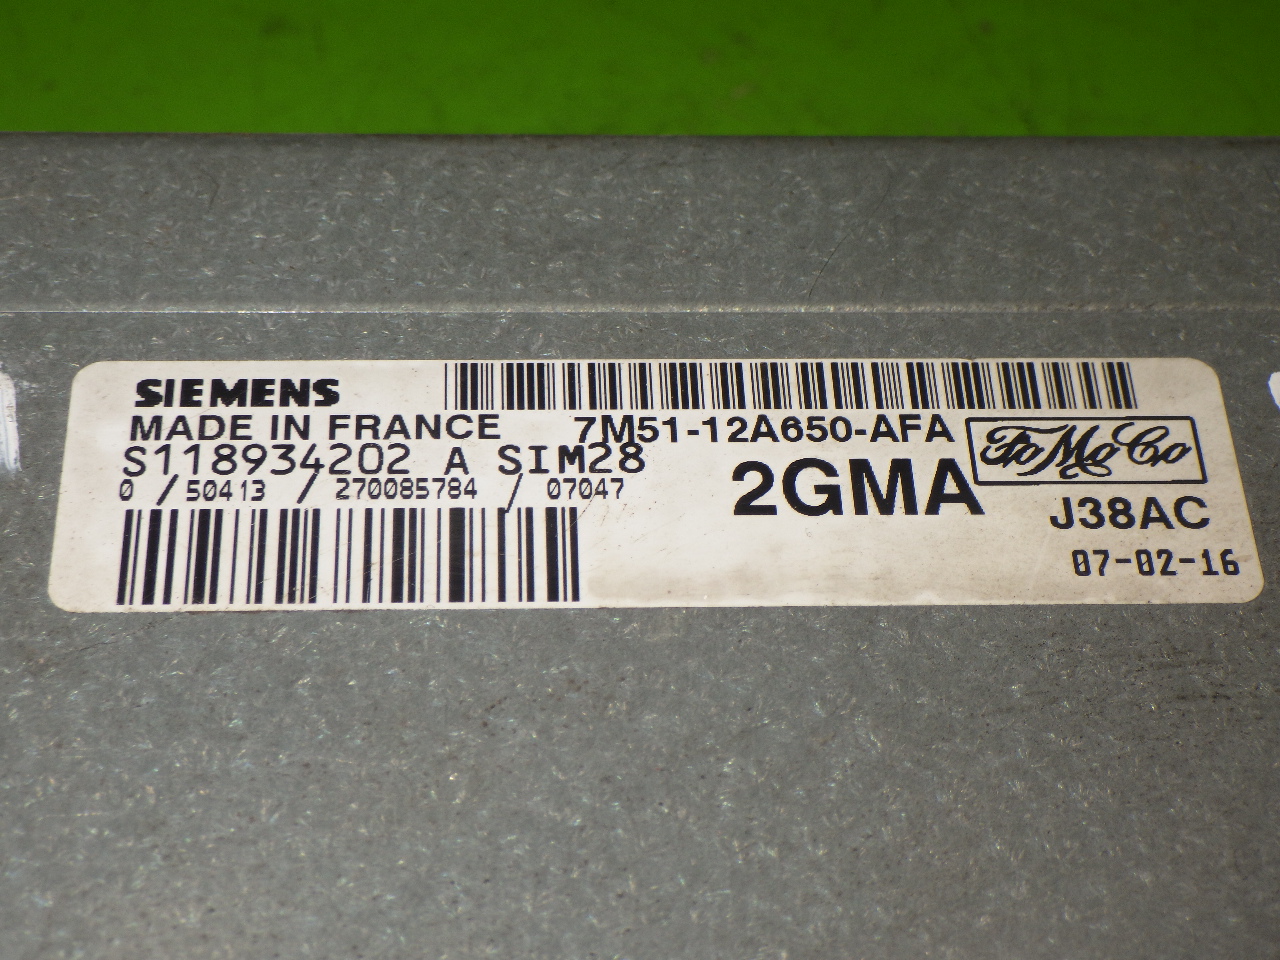 SIEMENS
MADE IN FRANCE 7M51-12A650-AFA FoMoCo
S118934202 A SIM28 2GMA
0 /50413 /270085784 / 07047 J38AC
07-02-16